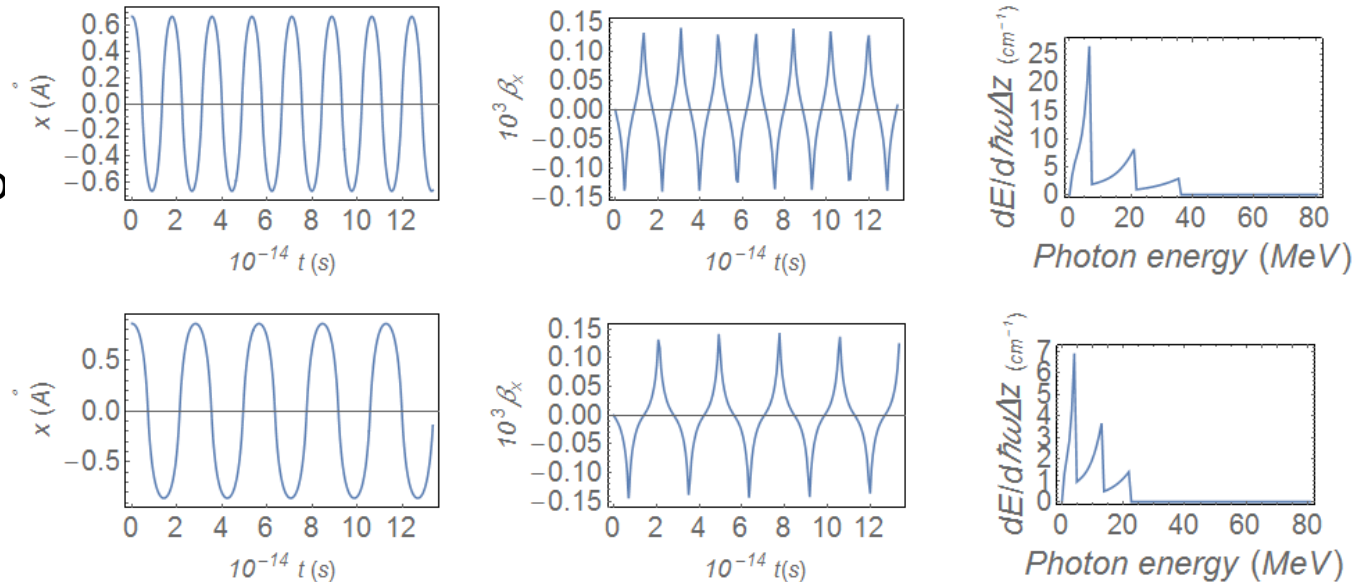 0.6
0.4
0.2
0.0
−0.2
−0.4
−0.6
x (Å)
0 2 4 6 8 10 12
10⁻¹⁴ t (s)
0.15
0.10
0.05
0.00
−0.05
−0.10
−0.15
10³ βₓ
0 2 4 6 8 10 12
10⁻¹⁴ t(s)
25
20
15
10
5
0
dE/dℏωΔz (cm⁻¹)
0 20 40 60 80
Photon energy (MeV)
0.5
0.0
−0.5
x (Å)
0 2 4 6 8 10 12
10⁻¹⁴ t (s)
0.15
0.10
0.05
0.00
−0.05
−0.10
−0.15
10³ βₓ
0 2 4 6 8 10 12
10⁻¹⁴ t(s)
7
6
5
4
3
2
1
0
dE/dℏωΔz (cm⁻¹)
0 20 40 60 80
Photon energy (MeV)